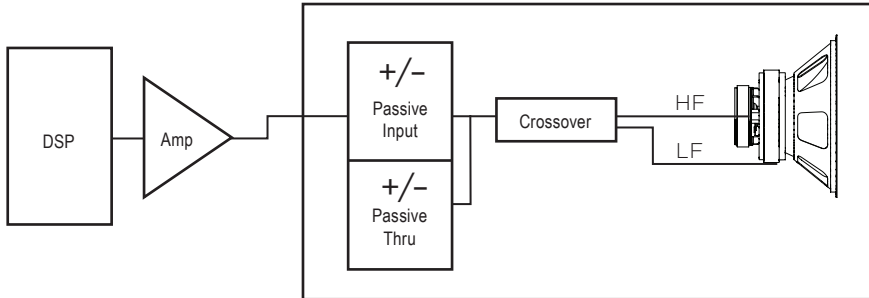 DSP
Amp
+/–
Passive
Input
+/–
Passive
Thru
Crossover
HF
LF